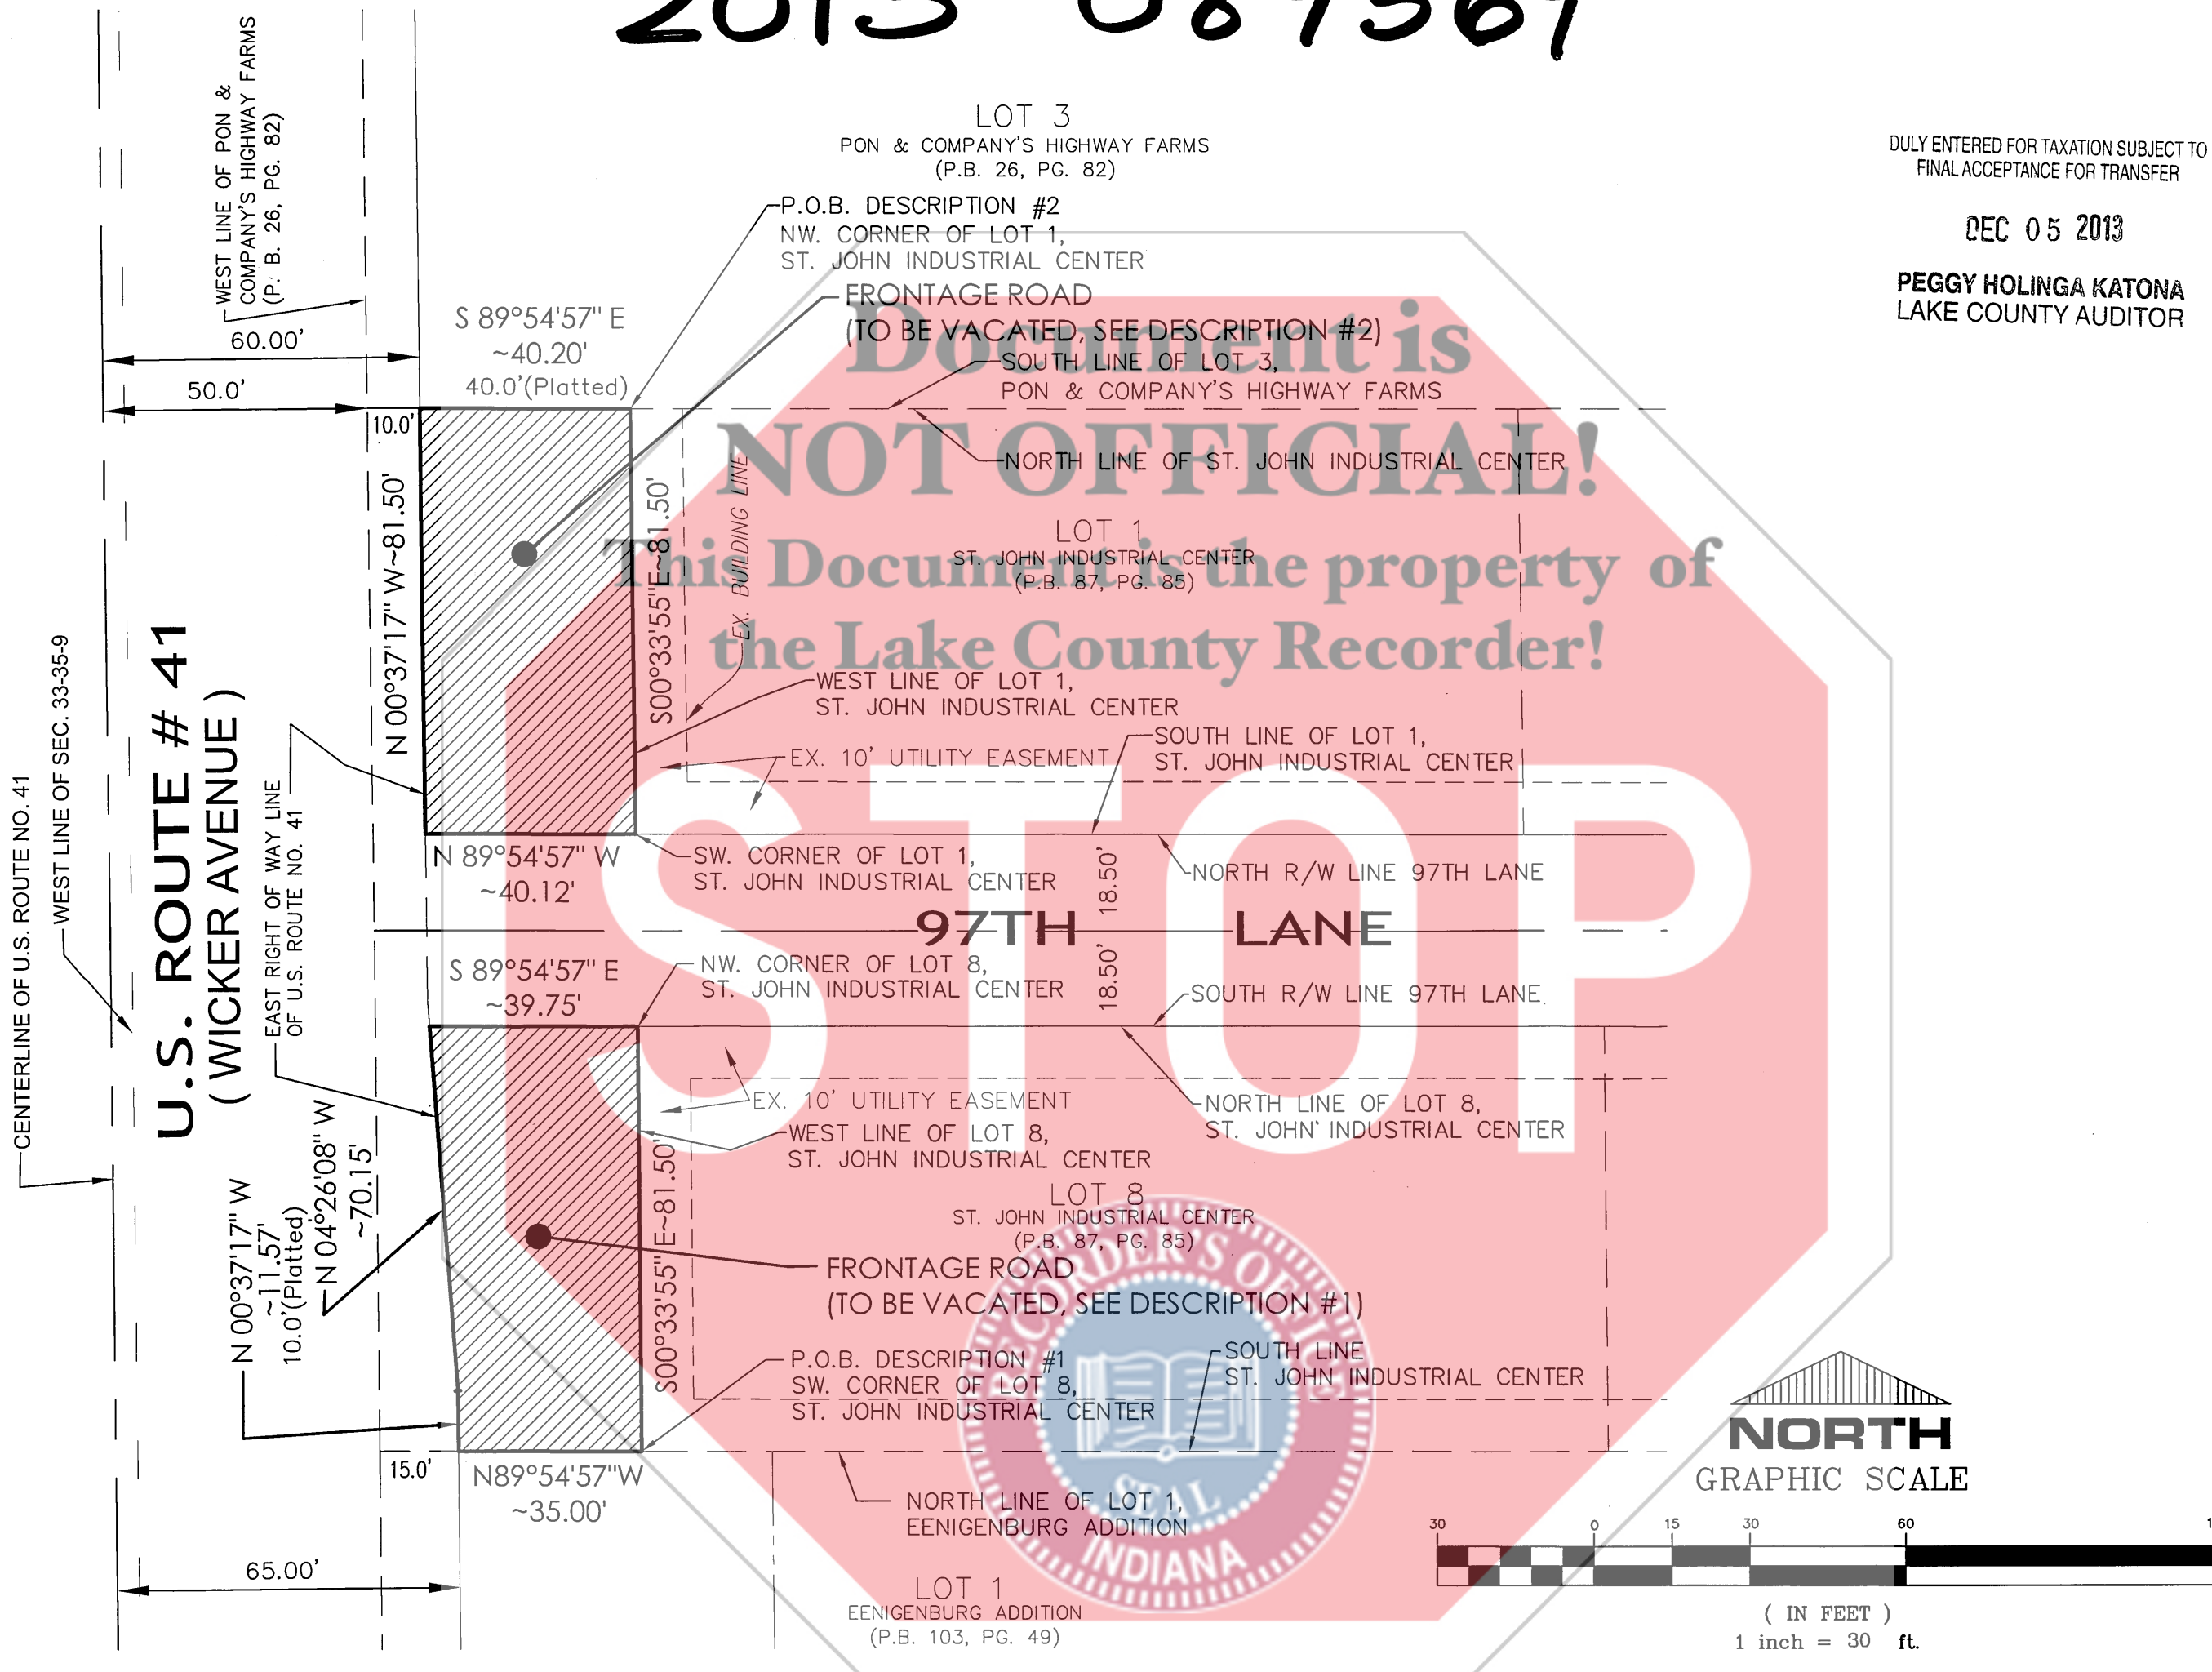 2013 089569
LOT 3
PON & COMPANY'S HIGHWAY FARMS
(P.B. 26, PG. 82)
DULY ENTERED FOR TAXATION SUBJECT TO
FINAL ACCEPTANCE FOR TRANSFER
DEC 05 2013
PEGGY HOLINGA KATONA
LAKE COUNTY AUDITOR
WEST LINE OF PON &
COMPANY'S HIGHWAY FARMS
(P. B. 26, PG. 82)
P.O.B. DESCRIPTION #2
NW. CORNER OF LOT 1,
ST. JOHN INDUSTRIAL CENTER
FRONTAGE ROAD
(TO BE VACATED, SEE DESCRIPTION #2)
SOUTH LINE OF LOT 3,
PON & COMPANY'S HIGHWAY FARMS
S 89°54'57" E
~40.20'
40.0'(Platted)
60.00'
50.0'
10.0'
Document is
NOT OFFICIAL!
This Document is the property of
the Lake County Recorder!
NORTH LINE OF ST. JOHN INDUSTRIAL CENTER
N 00°37'17" W~81.50'
S00°33'55"E~81.50'
EX. BUILDING LINE
LOT 1
ST. JOHN INDUSTRIAL CENTER
(P.B. 87, PG. 85)
WEST LINE OF LOT 1,
ST. JOHN INDUSTRIAL CENTER
EX. 10' UTILITY EASEMENT
SOUTH LINE OF LOT 1,
ST. JOHN INDUSTRIAL CENTER
STOP
CENTERLINE OF U.S. ROUTE NO. 41
WEST LINE OF SEC. 33-35-9
U.S. ROUTE # 41
( WICKER AVENUE )
EAST RIGHT OF WAY LINE
OF U.S. ROUTE NO. 41
N 89°54'57" W
~40.12'
SW. CORNER OF LOT 1,
ST. JOHN INDUSTRIAL CENTER
18.50'
NORTH R/W LINE 97TH LANE
97TH LANE
18.50'
S 89°54'57" E
~39.75'
NW. CORNER OF LOT 8,
ST. JOHN INDUSTRIAL CENTER
SOUTH R/W LINE 97TH LANE
EX. 10' UTILITY EASEMENT
WEST LINE OF LOT 8,
ST. JOHN INDUSTRIAL CENTER
NORTH LINE OF LOT 8,
ST. JOHN' INDUSTRIAL CENTER
N 00°37'17" W
~11.57'
10.0'(Platted)
N 04°26'08" W
~70.15'
S00°33'55"E~81.50'
LOT 8
ST. JOHN INDUSTRIAL CENTER
(P.B. 87, PG. 85)
FRONTAGE ROAD
(TO BE VACATED, SEE DESCRIPTION #1)
P.O.B. DESCRIPTION #1
SW. CORNER OF LOT 8,
ST. JOHN INDUSTRIAL CENTER
SOUTH LINE
ST. JOHN INDUSTRIAL CENTER
RECORDER'S OFFICE
LAKE COUNTY
SEAL
INDIANA
15.0'
N89°54'57"W
~35.00'
NORTH LINE OF LOT 1,
EENIGENBURG ADDITION
65.00'
LOT 1
EENIGENBURG ADDITION
(P.B. 103, PG. 49)
NORTH
GRAPHIC SCALE
30 0 15 30 60
( IN FEET )
1 inch = 30 ft.